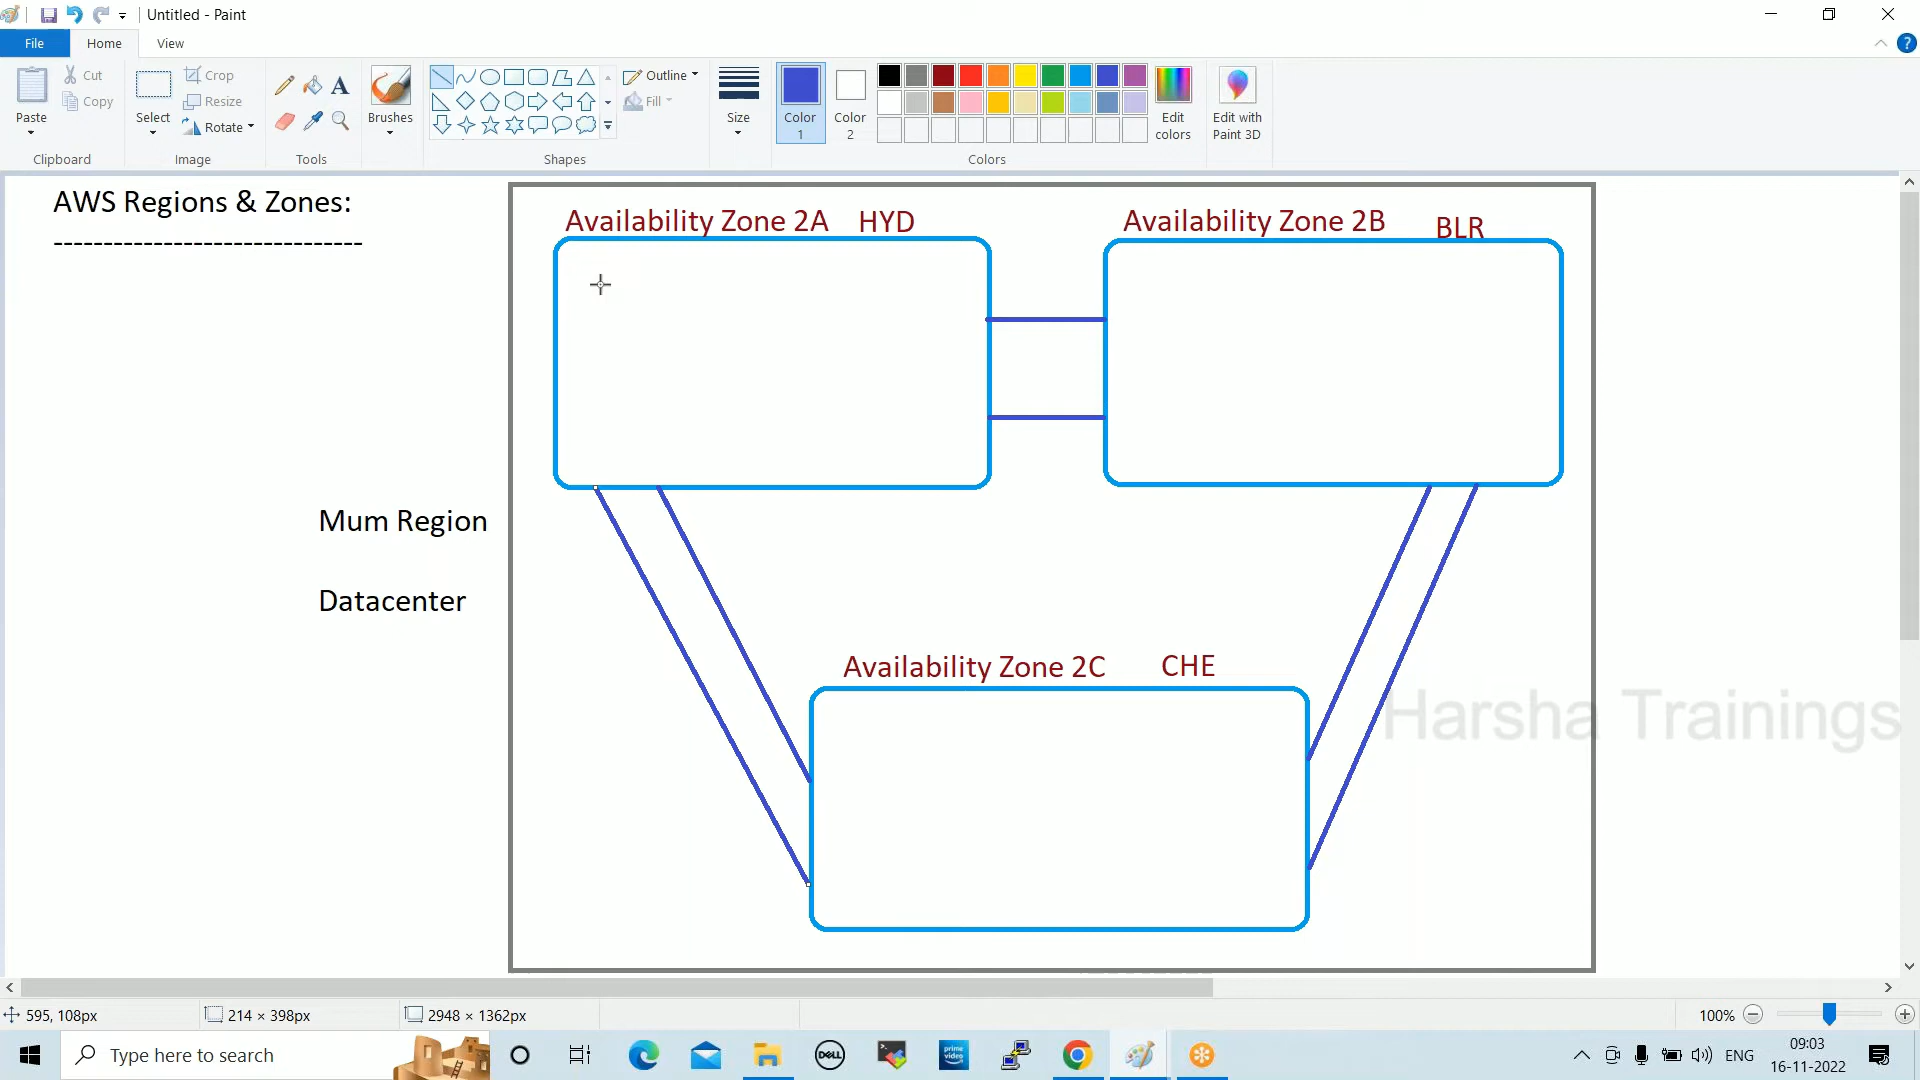 Untitled - Paint
File
Home
View
Paste
Cut
Copy
Clipboard
Select
Crop
Resize
Rotate
Image
A
Tools
Brushes
Shapes
Outline
Fill
Size
Color 1
Color 2
Colors
Edit colors
Edit with Paint 3D
AWS Regions & Zones:
-------------------------------
Availability Zone 2A HYD
Availability Zone 2B BLR
Mum Region
Datacenter
Availability Zone 2C CHE
Harsha Trainings
595, 108px
214 × 398px
2948 × 1362px
100%
Type here to search
DELL
prime video
ENG
09:03
16-11-2022